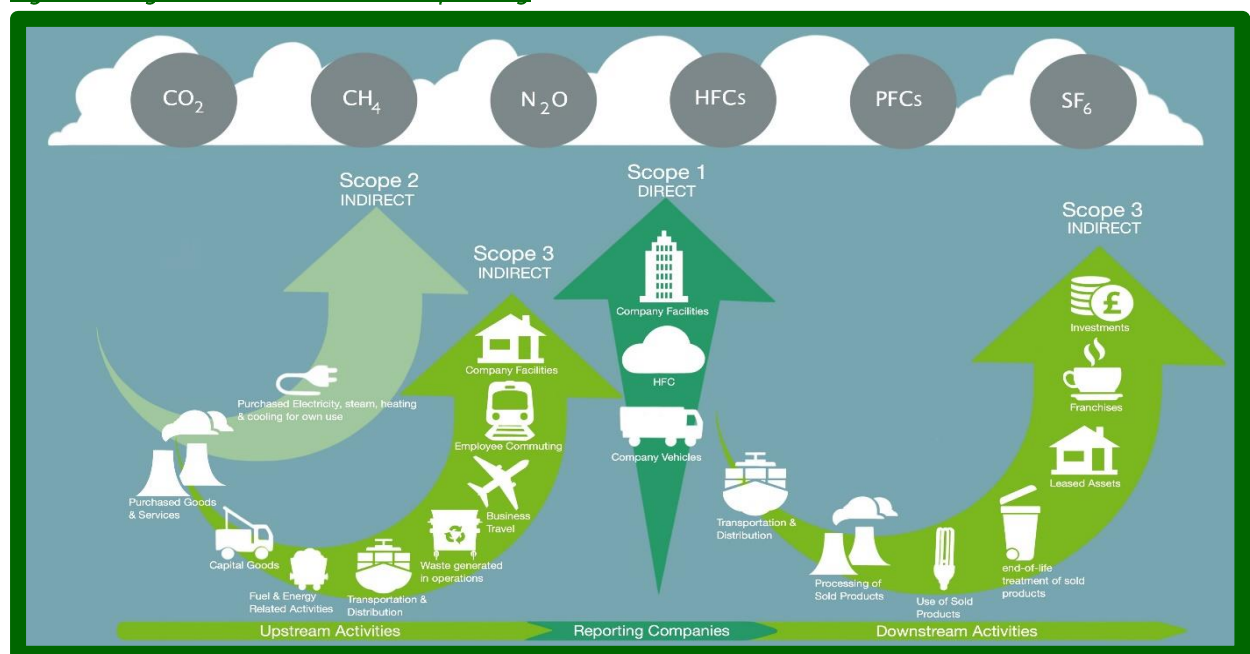 CO2
CH4
N2O
HFCs
PFCs
SF6
Scope 2
INDIRECT
Scope 1
DIRECT
Scope 3
INDIRECT
Scope 3
INDIRECT
Company Facilities
HFC
Company Vehicles
Purchased Electricity, steam, heating
& cooling for own use
Purchased Goods
& Services
Capital Goods
Fuel & Energy
Related Activities
Transportation &
Distribution
Waste generated
in operations
Business
Travel
Employee Commuting
Company Facilities
Transportation &
Distribution
Processing of
Sold Products
Use of Sold
Products
end-of-life
treatment of sold
products
Leased Assets
Franchises
£
Investments
Upstream Activities
Reporting Companies
Downstream Activities